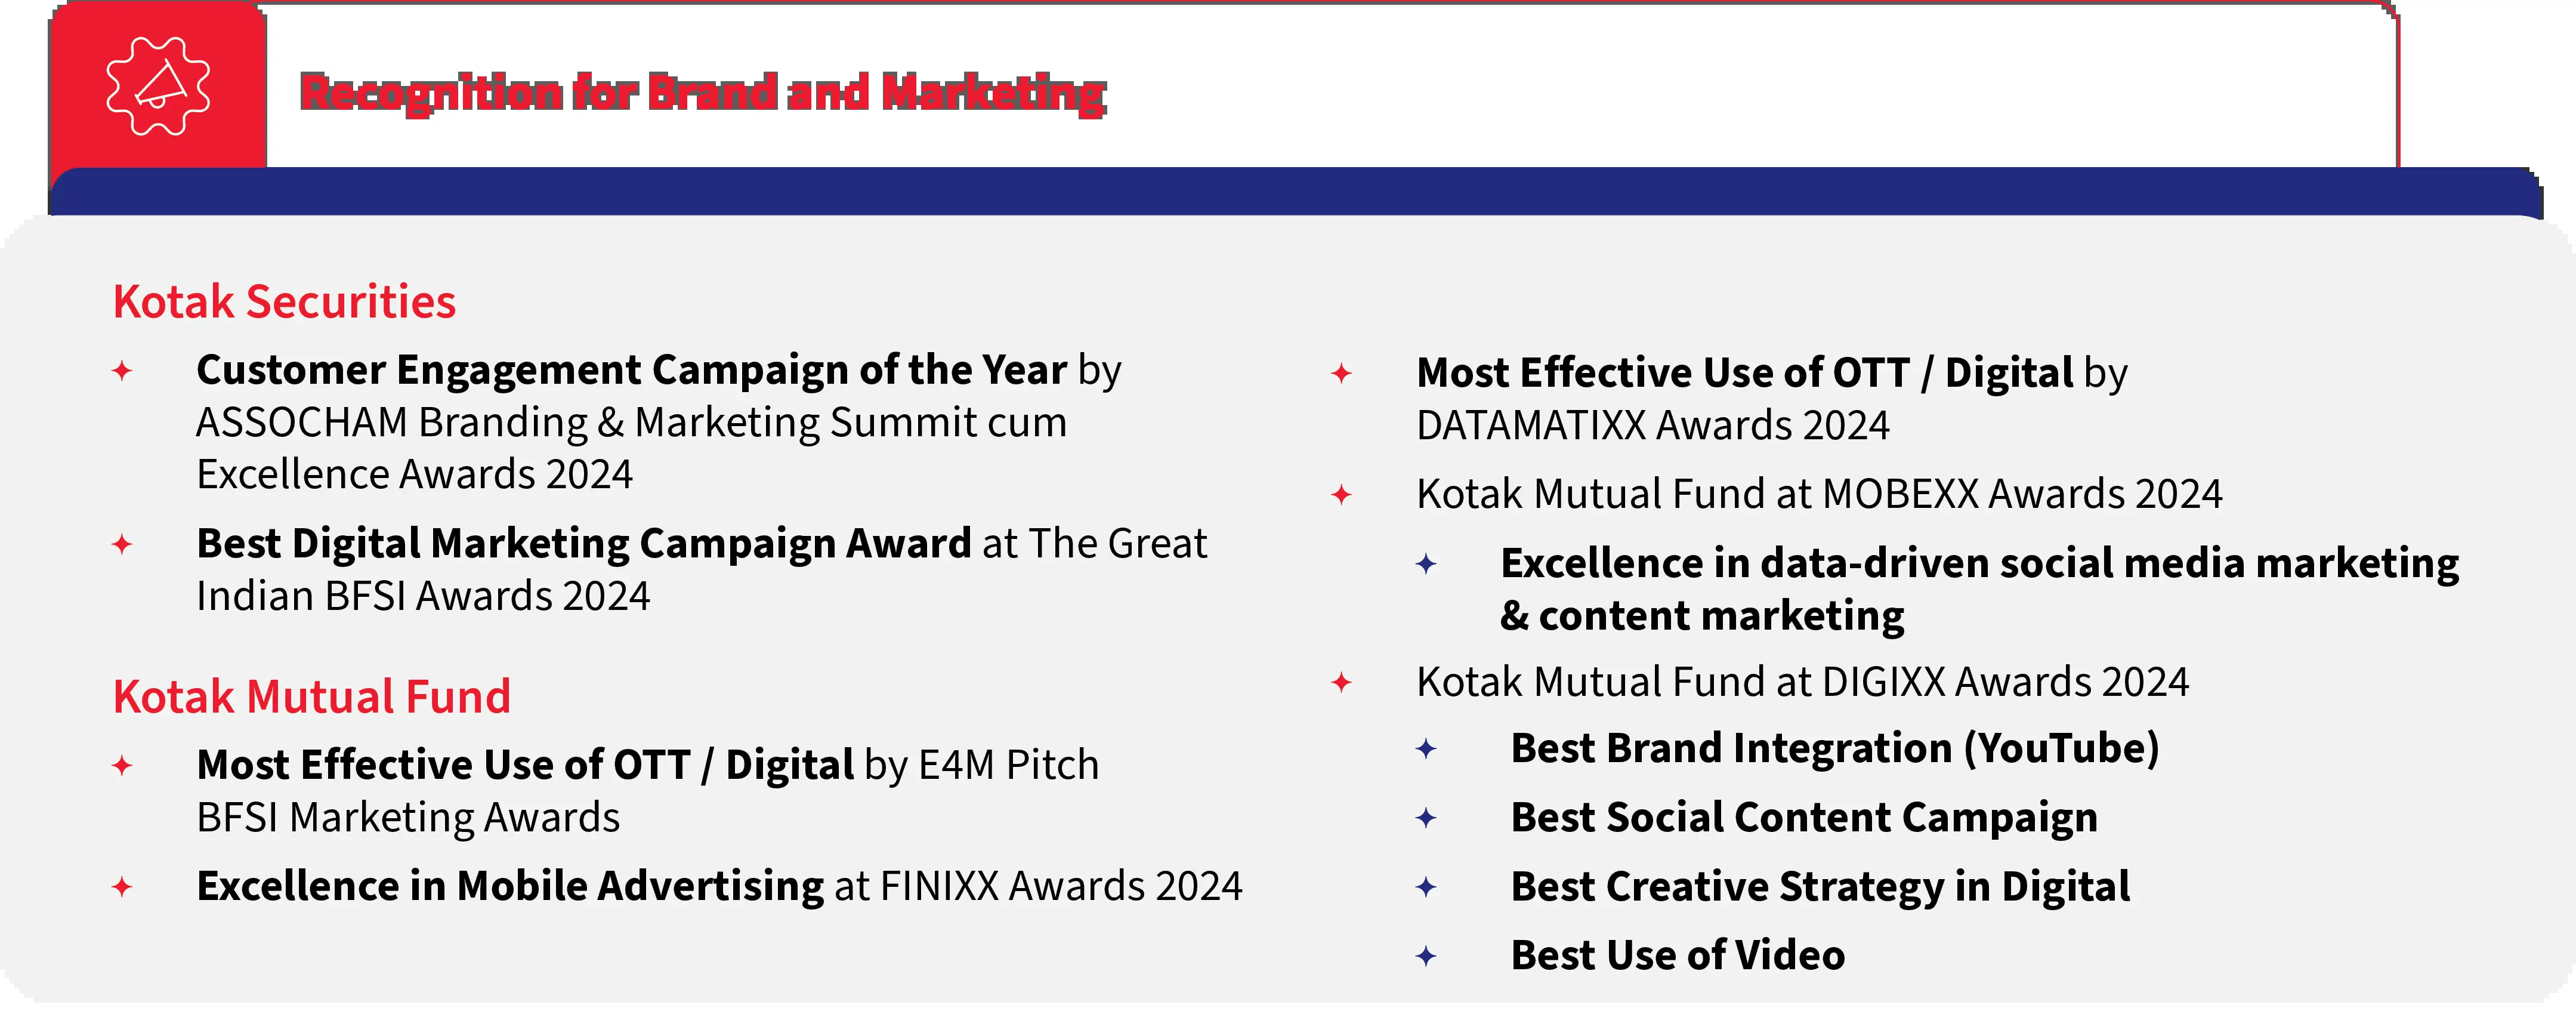 Recognition for Brand and Marketing
Kotak Securities
Customer Engagement Campaign of the Year by
ASSOCHAM Branding & Marketing Summit cum
Excellence Awards 2024
Best Digital Marketing Campaign Award at The Great
Indian BFSI Awards 2024
Kotak Mutual Fund
Most Effective Use of OTT / Digital by E4M Pitch
BFSI Marketing Awards
Excellence in Mobile Advertising at FINIXX Awards 2024
Most Effective Use of OTT / Digital by
DATAMATIXX Awards 2024
Kotak Mutual Fund at MOBEXX Awards 2024
Excellence in data-driven social media marketing
& content marketing
Kotak Mutual Fund at DIGIXX Awards 2024
Best Brand Integration (YouTube)
Best Social Content Campaign
Best Creative Strategy in Digital
Best Use of Video